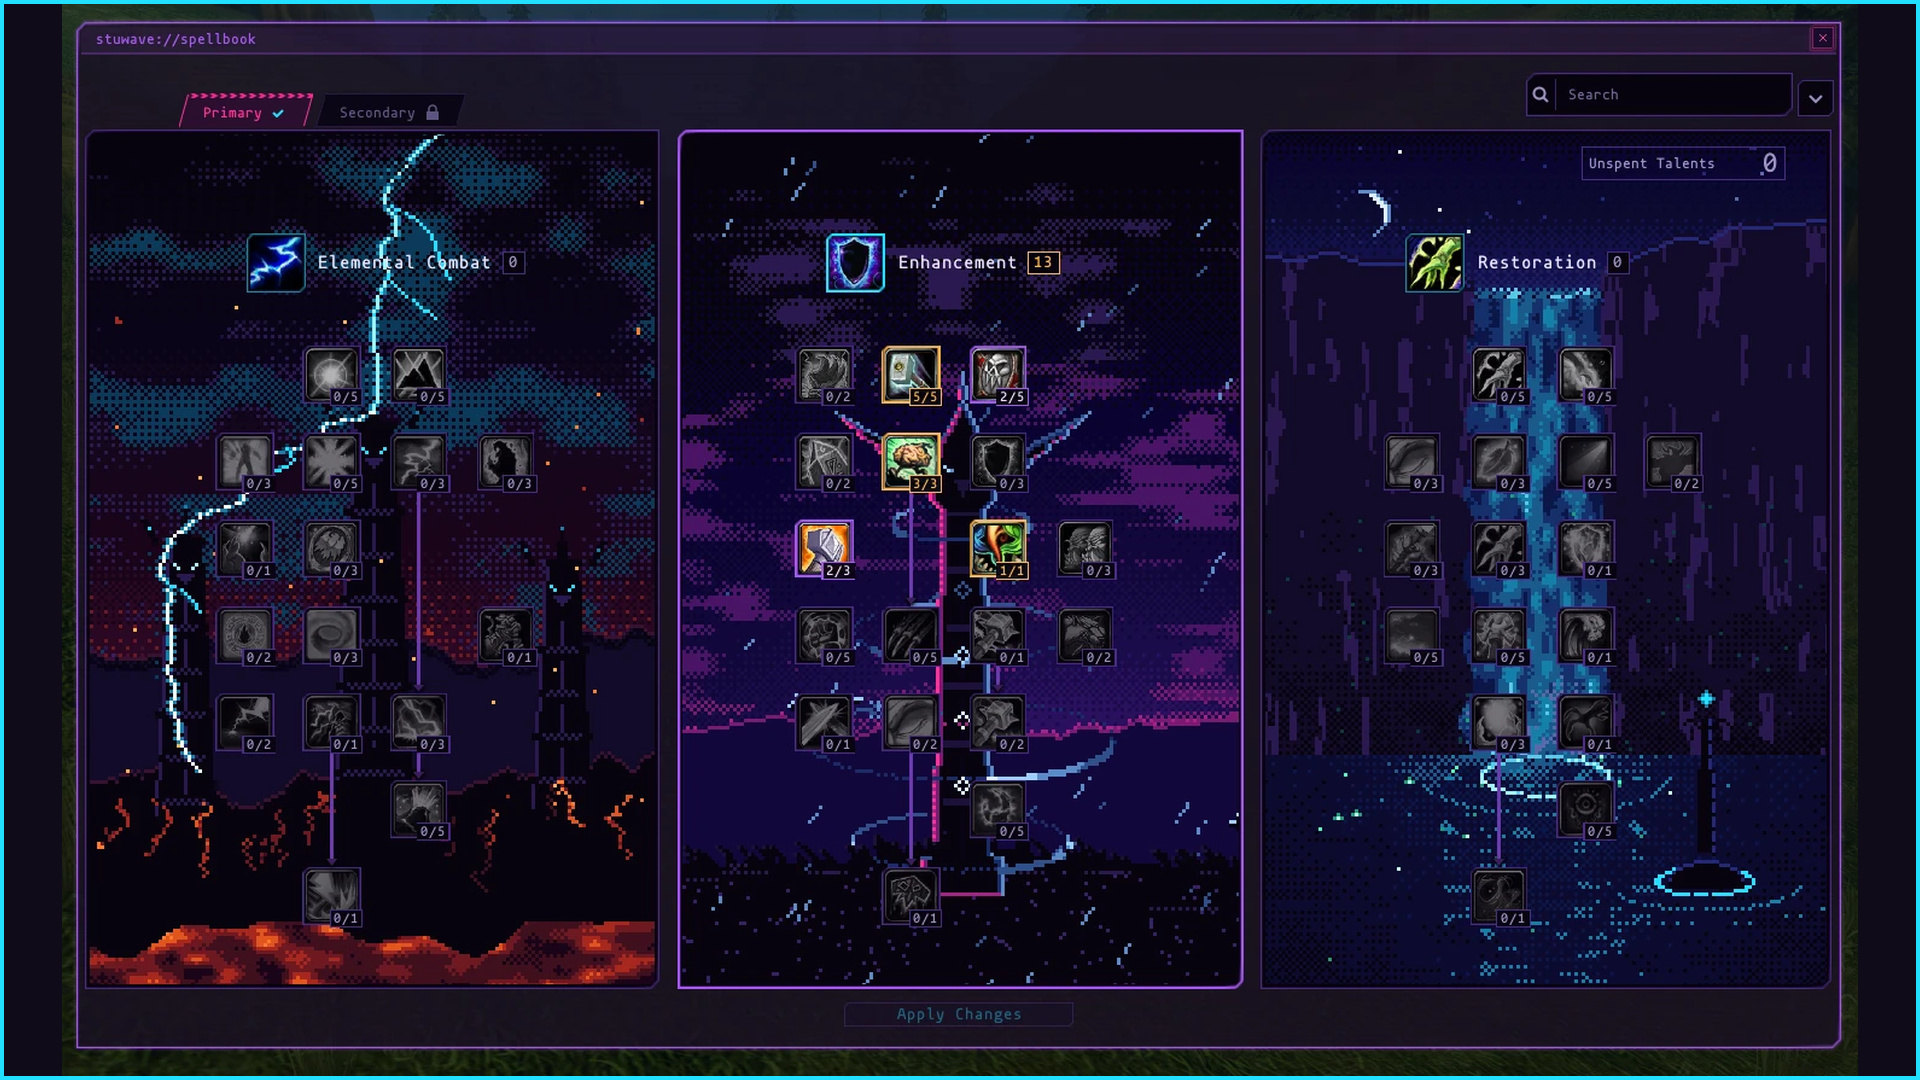 stuwave://spellbook
Primary
Secondary
Search
Unspent Talents 0
Elemental Combat 0
Enhancement 13
Restoration 0
0/5 0/5
0/2 5/5 2/5
0/5 0/5
0/3 0/5 0/3 0/3
0/2 3/3 0/3
0/3 0/3 0/5 0/2
0/1 0/3
2/3 1/1 0/3
0/3 0/3 0/1
0/2 0/3 0/1
0/5 0/5 0/1 0/2
0/5 0/5 0/1
0/2 0/1 0/3
0/1 0/2 0/2
0/3 0/1
0/5
0/5
0/5
0/1
0/1
0/1
Apply Changes